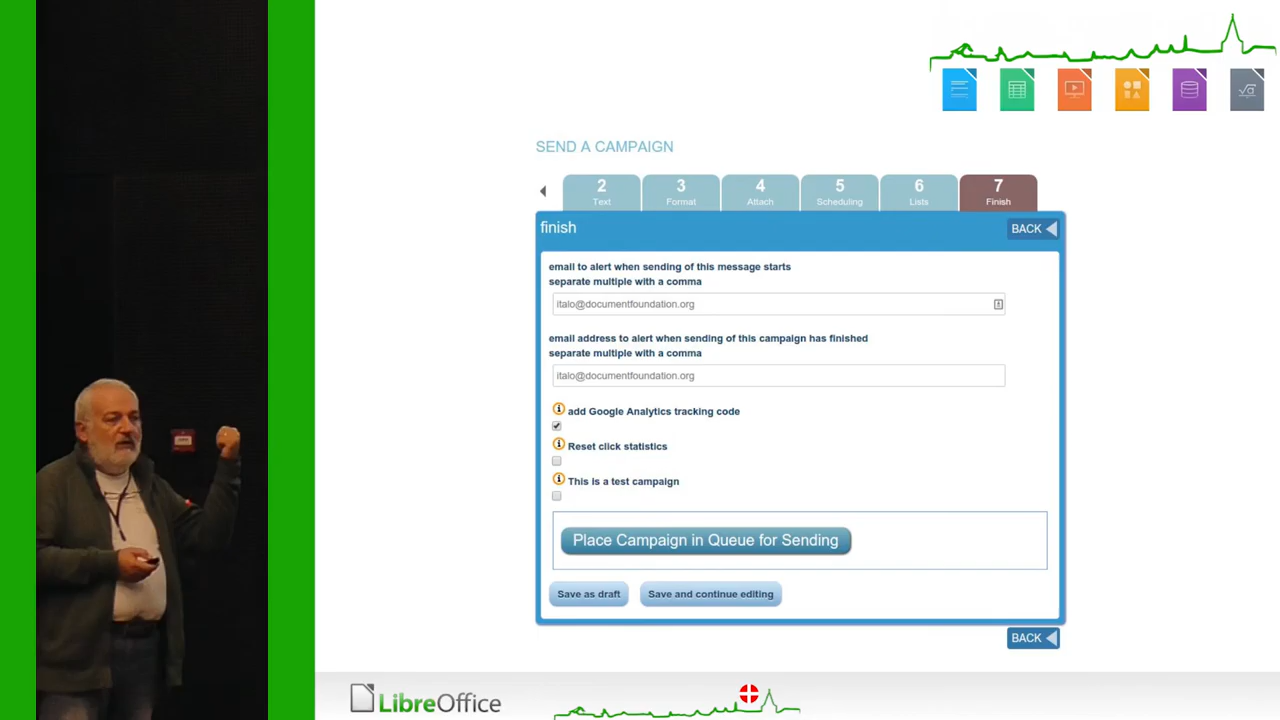 SEND A CAMPAIGN
2
Text
3
Format
4
Attach
5
Scheduling
6
Lists
7
Finish
finish
BACK
email to alert when sending of this message starts
separate multiple with a comma
italo@documentfoundation.org
email address to alert when sending of this campaign has finished
separate multiple with a comma
italo@documentfoundation.org
add Google Analytics tracking code
Reset click statistics
This is a test campaign
Place Campaign in Queue for Sending
Save as draft
Save and continue editing
BACK
LibreOffice